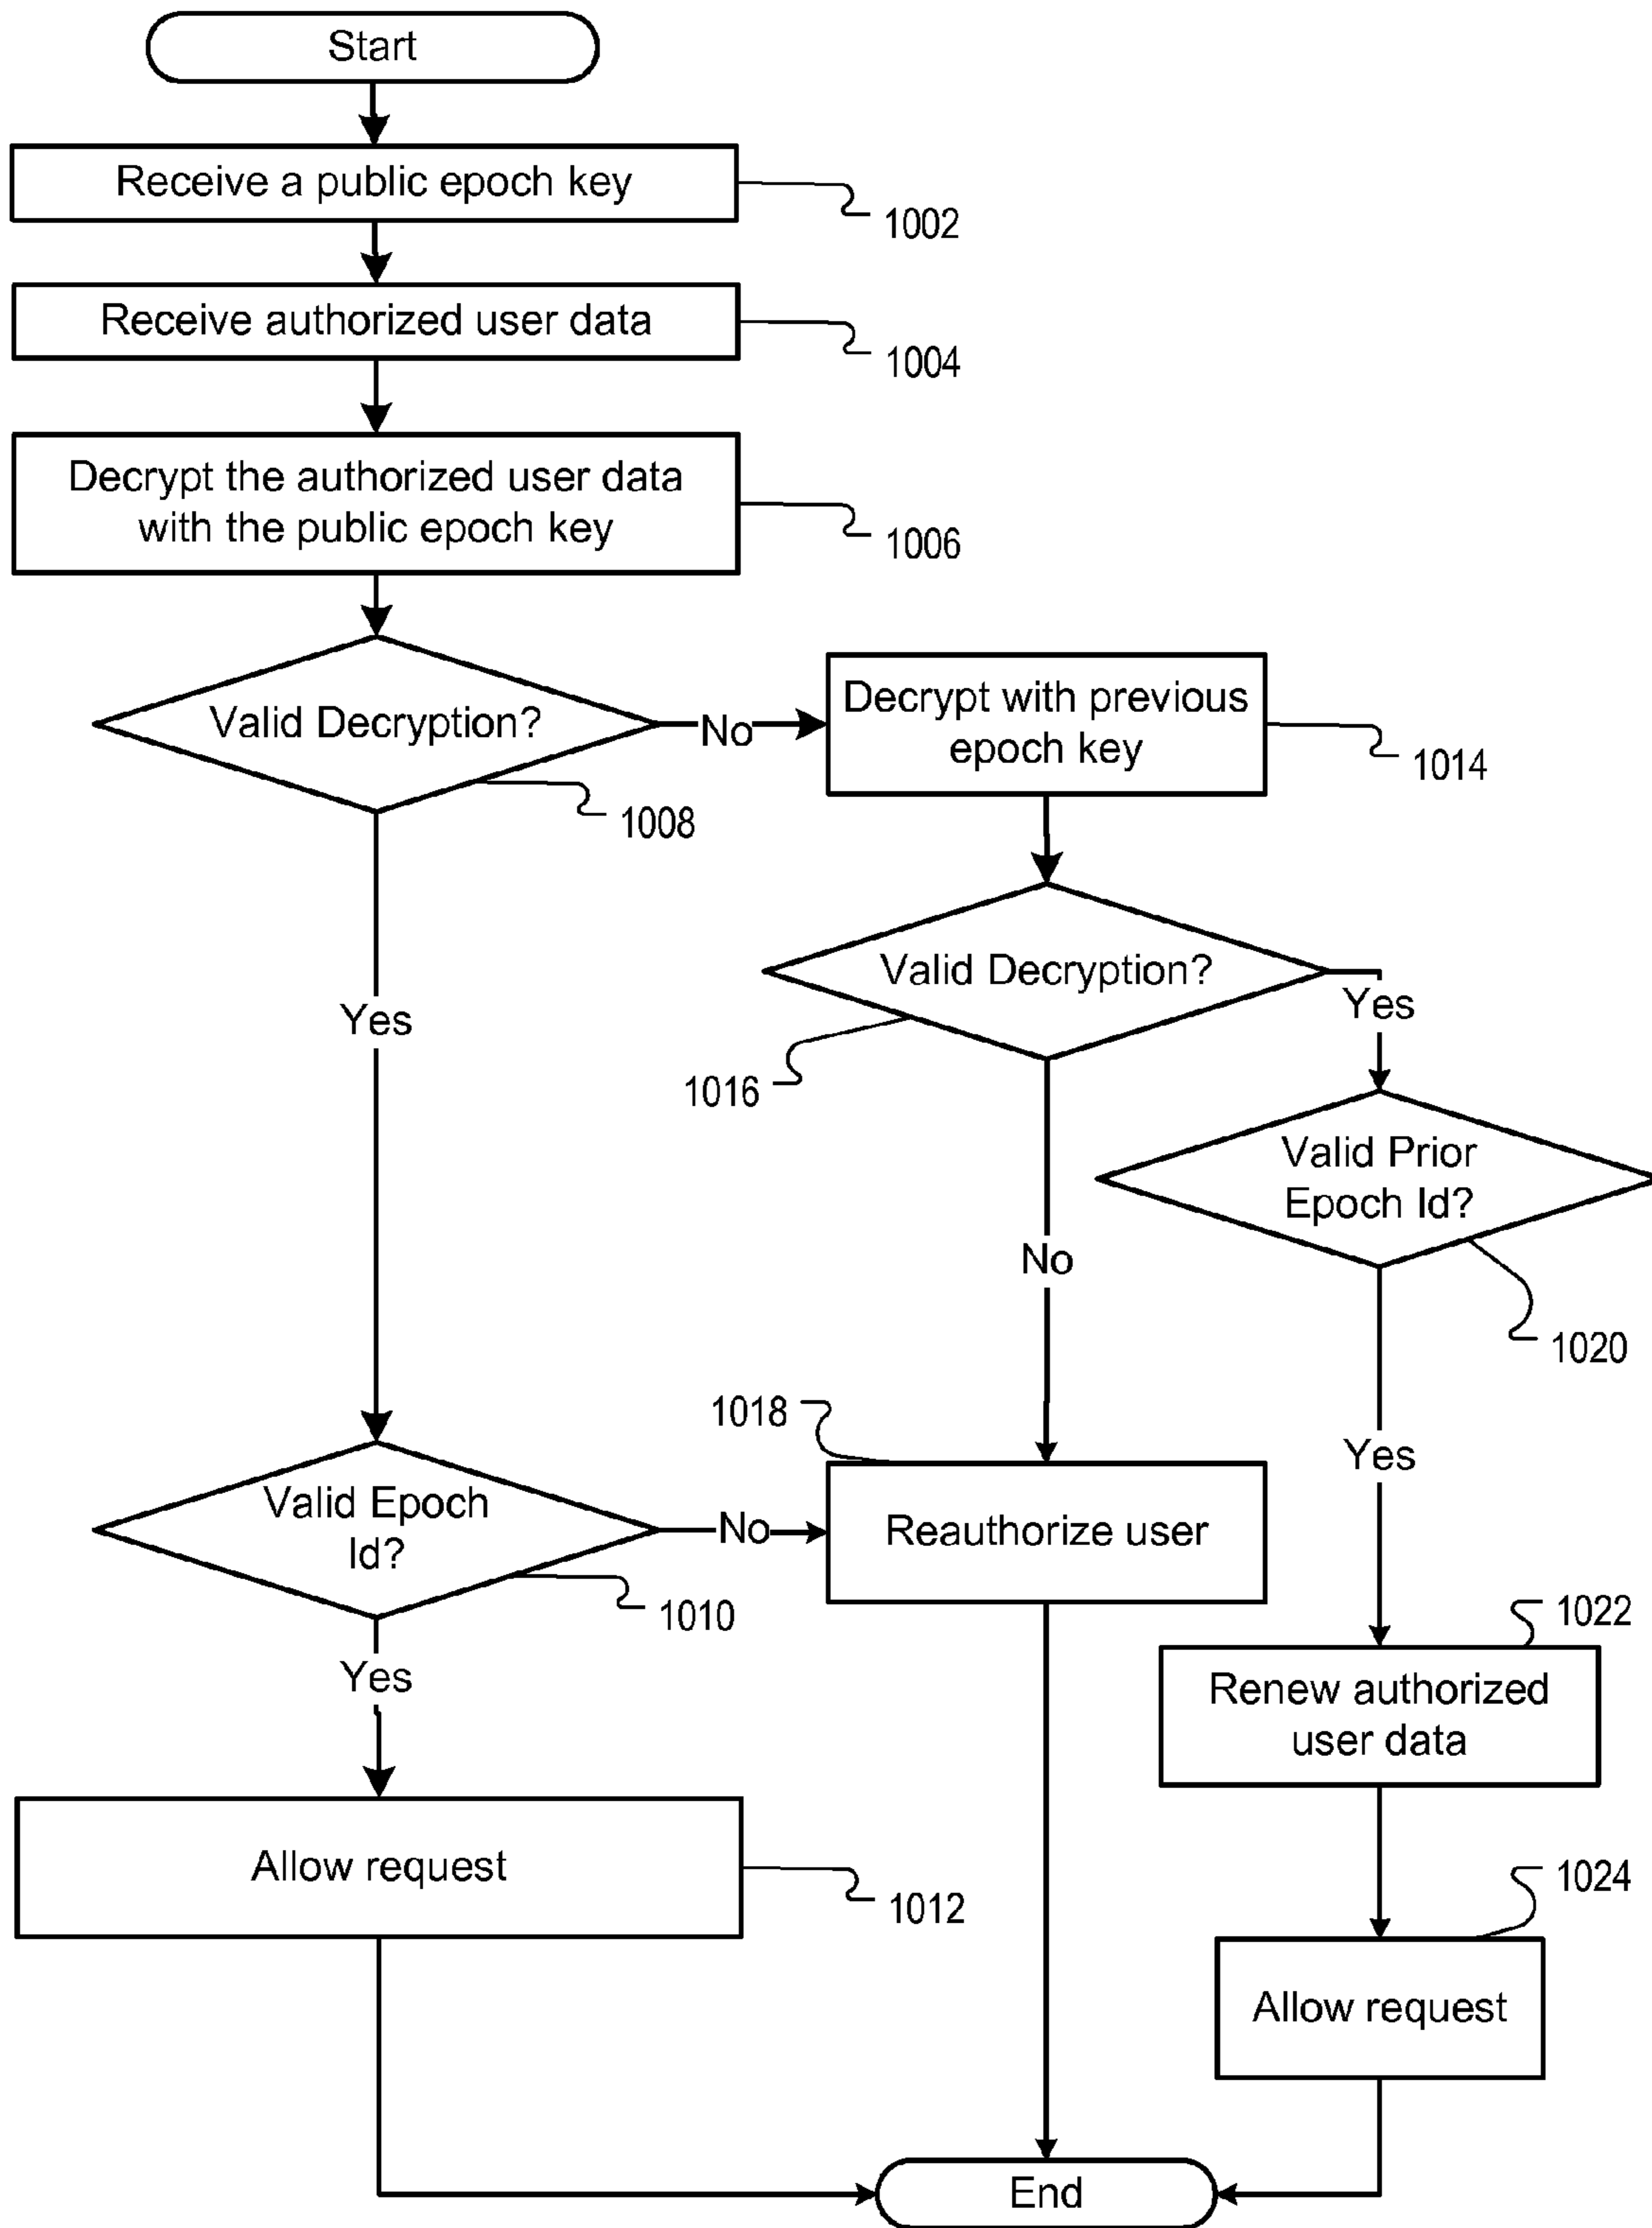 Start
Receive a public epoch key
1002
Receive authorized user data
1004
Decrypt the authorized user data
with the public epoch key
1006
Valid Decryption?
1008
No
Decrypt with previous
epoch key
1014
Valid Decryption?
1016
Yes
Yes
Valid Prior
Epoch Id?
1020
No
1018
Yes
Valid Epoch
Id?
1010
No
Reauthorize user
Yes
1022
Renew authorized
user data
Allow request
1012
1024
Allow request
End